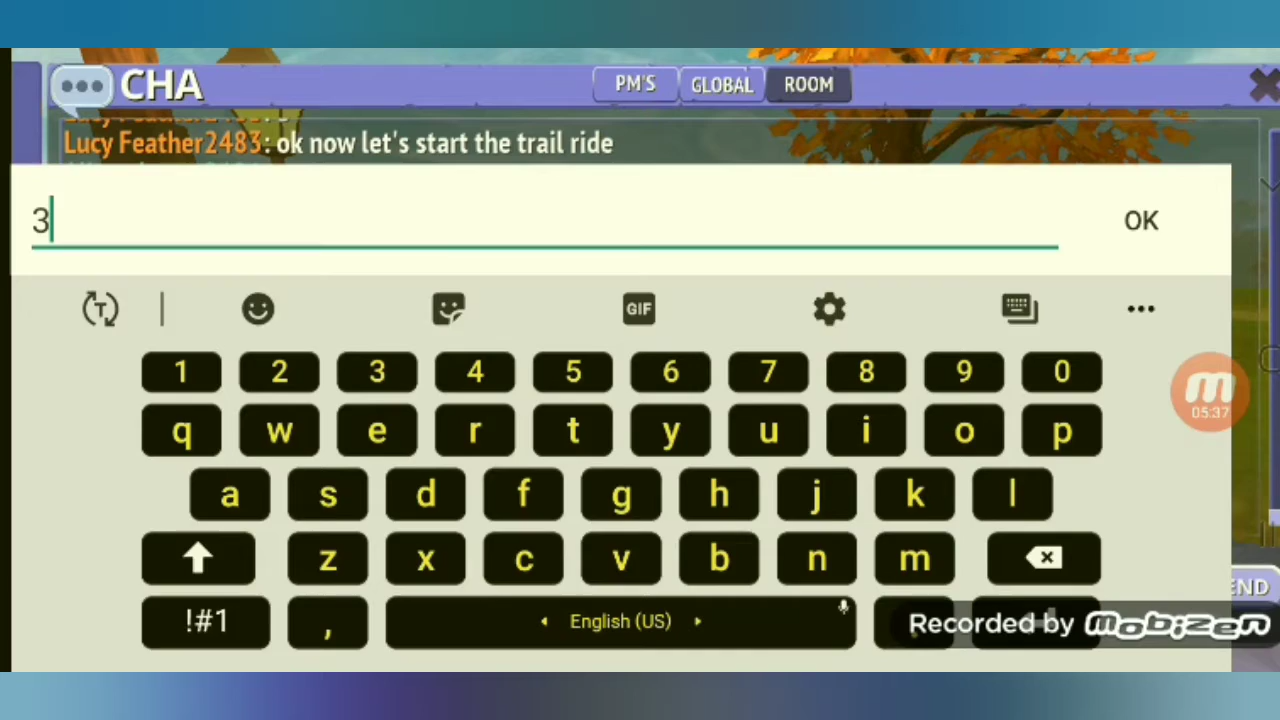 CHA
PM'S GLOBAL ROOM
Lucy Feather2483: ok now let's start the trail ride
3
OK
GIF
1 2 3 4 5 6 7 8 9 0
q w e r t y u i o p
05:37
a s d f g h j k l
z x c v b n m
END
!#1 , English (US)
Recorded by mobizen